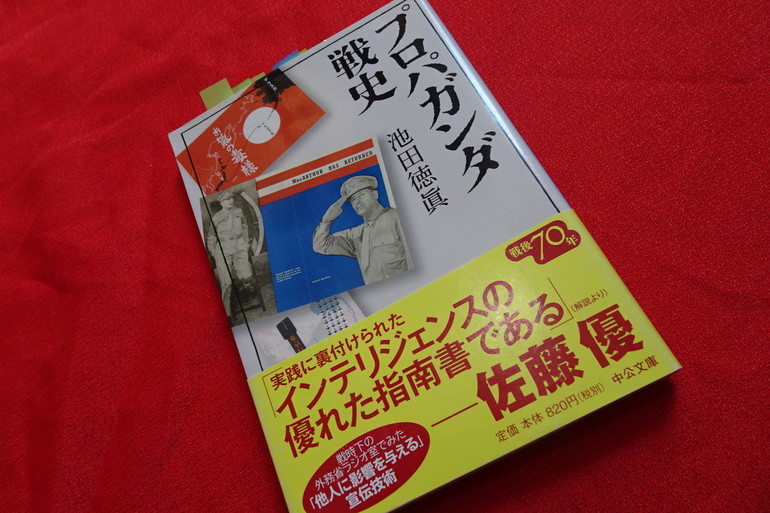 プロパガンダ
戦史
池田徳眞
MACARTHUR HAS RETURNED
戦後70年
「実践に裏付けられた
インテリジェンスの
優れた指南書である」
(解説より)
──佐藤 優
戦時下の
外務省ラジオ室でみた
「他人に影響を与える」
宣伝技術
定価 本体 820円(税別)
中公文庫